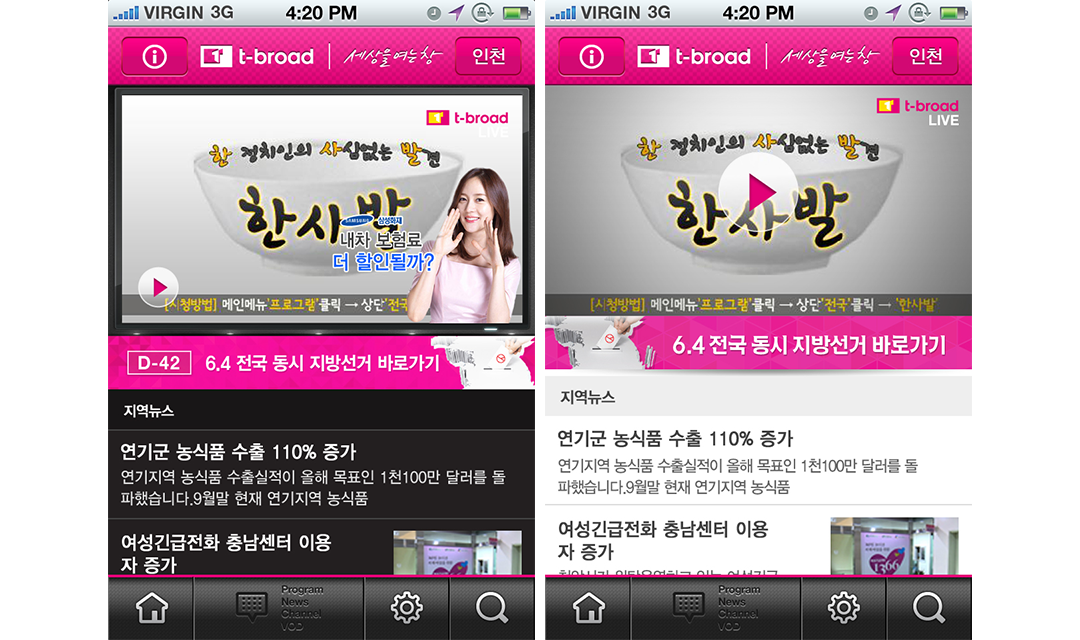 VIRGIN 3G 4:20 PM
t-broad 세상을 여는 창 인천
t-broad
LIVE
한 정치인의 사심없는 발견
한사발
SAMSUNG 삼성화재
내차 보험료
더 할인될까?
[시청방법] 메인메뉴'프로그램'클릭 → 상단'전국
D-42 6.4 전국 동시 지방선거 바로가기
지역뉴스
연기군 농식품 수출 110% 증가
연기지역 농식품 수출실적이 올해 목표인 1천100만 달러를 돌
파했습니다.9월말 현재 연기지역 농식품
여성긴급전화 충남센터 이용
자 증가
Program
News
Channel
VOD
VIRGIN 3G 4:20 PM
t-broad 세상을 여는 창 인천
t-broad
LIVE
한 정치인의 사심없는 발견
한사발
[시청방법] 메인메뉴'프로그램'클릭 → 상단'전국'클릭 → '한사발'
6.4 전국 동시 지방선거 바로가기
지역뉴스
연기군 농식품 수출 110% 증가
연기지역 농식품 수출실적이 올해 목표인 1천100만 달러를 돌
파했습니다.9월말 현재 연기지역 농식품
여성긴급전화 충남센터 이용
자 증가
1366
Program
News
Channel
VOD